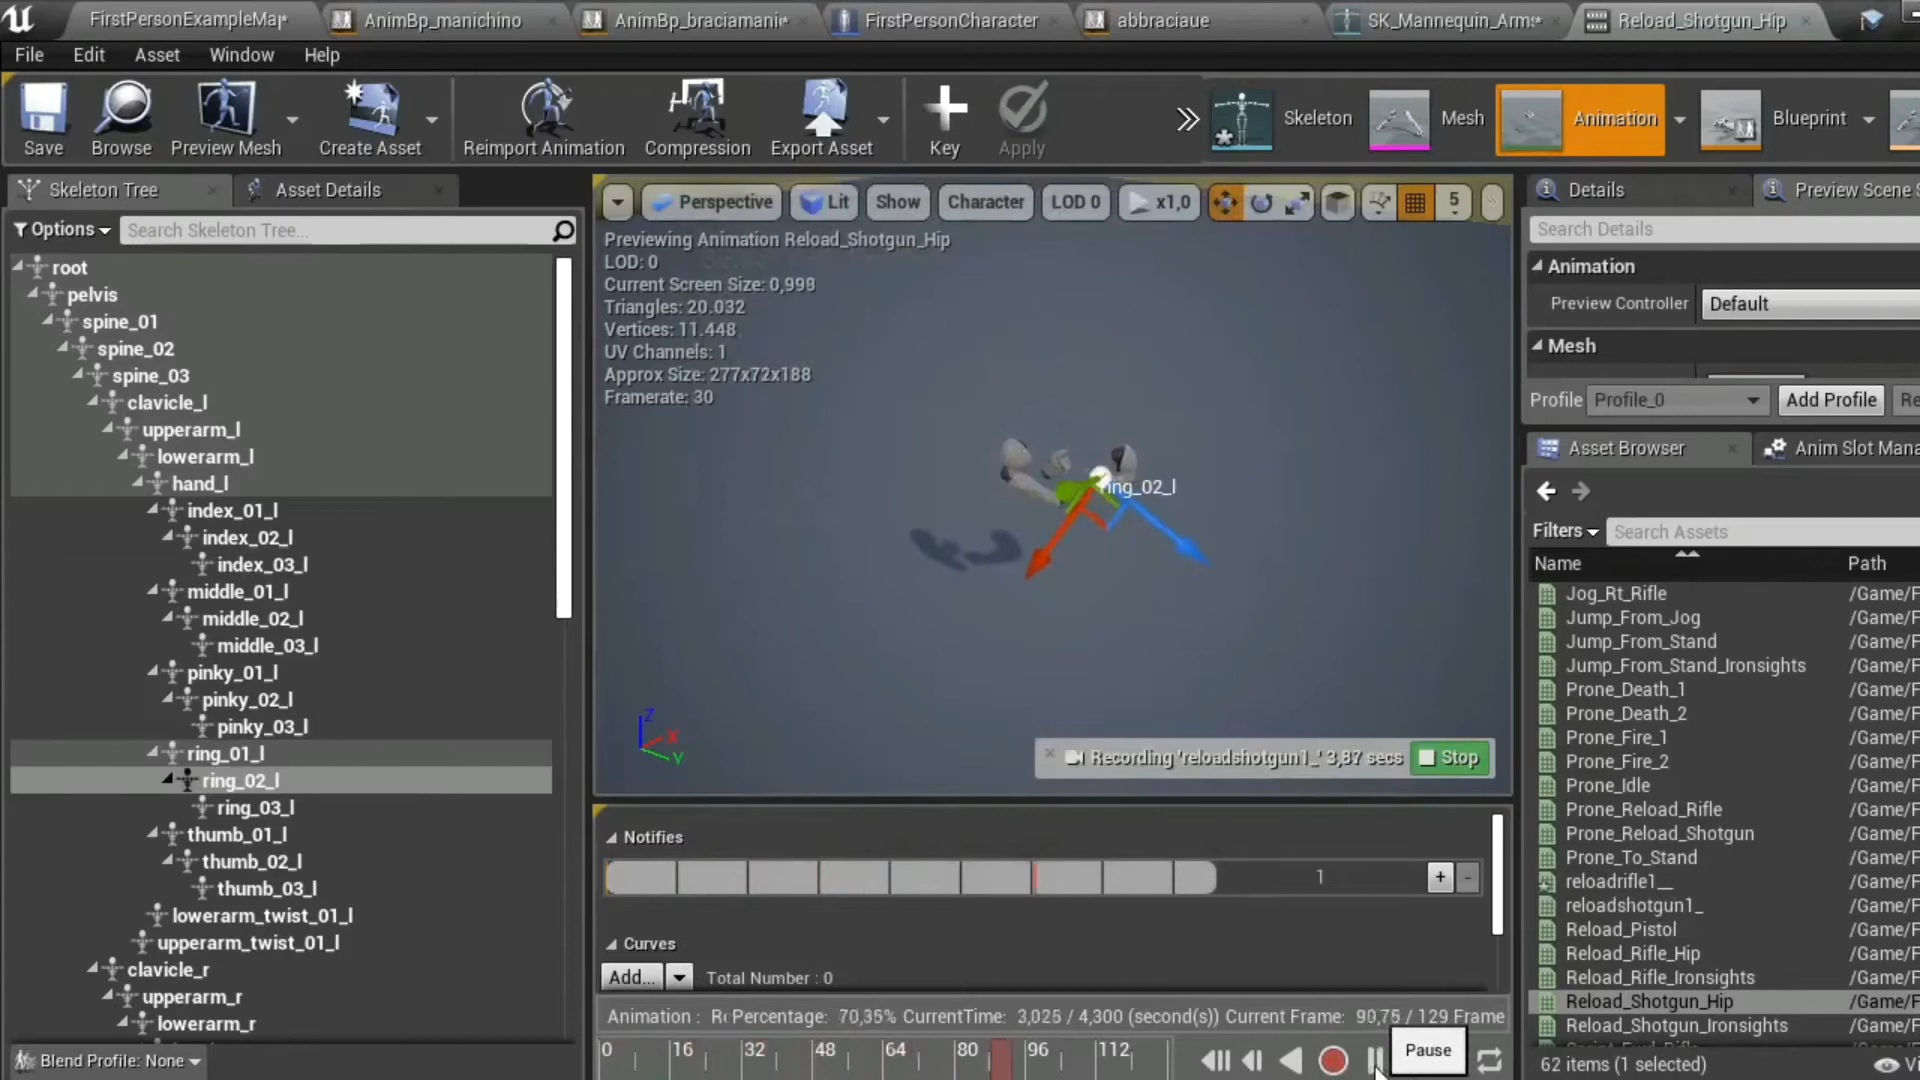 FirstPersonExampleMap*
AnimBp_manichino
AnimBp_braciamanie*
FirstPersonCharacter
abbraciaue
SK_Mannequin_Arms*
Reload_Shotgun_Hip
File Edit Asset Window Help
Save
Browse
Preview Mesh
Create Asset
Reimport Animation
Compression
Export Asset
Key
Apply
Skeleton
Mesh
Animation
Blueprint
Skeleton Tree
Asset Details
Options
Search Skeleton Tree...
root
pelvis
spine_01
spine_02
spine_03
clavicle_l
upperarm_l
lowerarm_l
hand_l
index_01_l
index_02_l
index_03_l
middle_01_l
middle_02_l
middle_03_l
pinky_01_l
pinky_02_l
pinky_03_l
ring_01_l
ring_02_l
ring_03_l
thumb_01_l
thumb_02_l
thumb_03_l
lowerarm_twist_01_l
upperarm_twist_01_l
clavicle_r
upperarm_r
lowerarm_r
Blend Profile: None
Perspective
Lit
Show
Character
LOD 0
x1,0
5
Previewing Animation Reload_Shotgun_Hip
LOD: 0
Current Screen Size: 0,998
Triangles: 20.032
Vertices: 11.448
UV Channels: 1
Approx Size: 277x72x188
Framerate: 30
ring_02_l
Z
X
Y
Recording 'reloadshotgun1_' 3,87 secs
Stop
Notifies
1
+
-
Curves
Add...
Total Number : 0
Animation : Re Percentage: 70,35% CurrentTime: 3,025 / 4,300 (second(s)) Current Frame: 90,75 / 129 Frame
0 16 32 48 64 80 96 112
Pause
Details
Preview Scene S
Search Details
Animation
Preview Controller
Default
Mesh
Profile
Profile_0
Add Profile
Re
Asset Browser
Anim Slot Mana
Filters
Search Assets
Name Path
Jog_Rt_Rifle /Game/F
Jump_From_Jog /Game/F
Jump_From_Stand /Game/F
Jump_From_Stand_Ironsights /Game/F
Prone_Death_1 /Game/F
Prone_Death_2 /Game/F
Prone_Fire_1 /Game/F
Prone_Fire_2 /Game/F
Prone_Idle /Game/F
Prone_Reload_Rifle /Game/F
Prone_Reload_Shotgun /Game/F
Prone_To_Stand /Game/F
reloadrifle1__ /Game/F
reloadshotgun1_ /Game/F
Reload_Pistol /Game/F
Reload_Rifle_Hip /Game/F
Reload_Rifle_Ironsights /Game/F
Reload_Shotgun_Hip /Game/F
Reload_Shotgun_Ironsights /Game/F
62 items (1 selected)
Vi